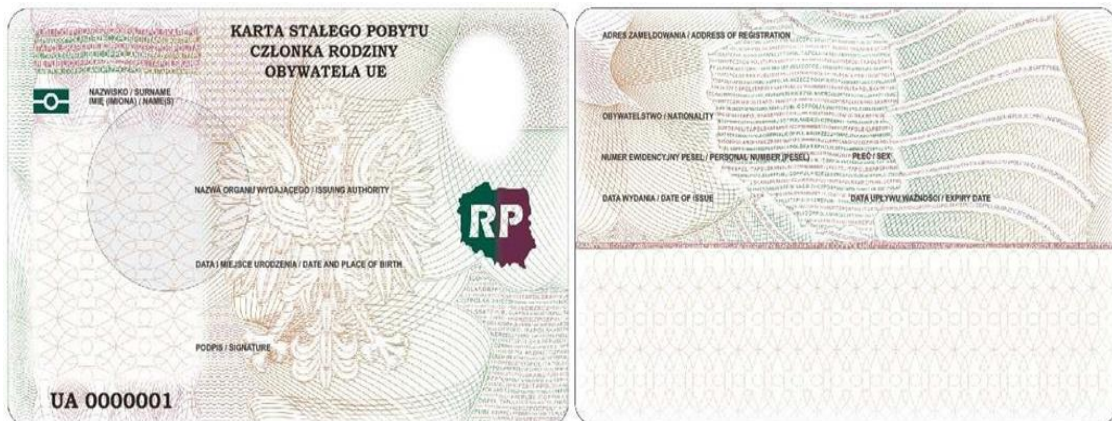 KARTA STAŁEGO POBYTU
CZŁONKA RODZINY
OBYWATELA UE
NAZWISKO / SURNAME
IMIĘ (IMIONA) / NAME(S)
NAZWA ORGANU WYDAJĄCEGO / ISSUING AUTHORITY
RP
DATA I MIEJSCE URODZENIA / DATE AND PLACE OF BIRTH
PODPIS / SIGNATURE
UA 0000001
ADRES ZAMELDOWANIA / ADDRESS OF REGISTRATION
OBYWATELSTWO / NATIONALITY
NUMER EWIDENCYJNY PESEL / PERSONAL NUMBER (PESEL) PŁEĆ / SEX
DATA WYDANIA / DATE OF ISSUE DATA UPŁYWU WAŻNOŚCI / EXPIRY DATE